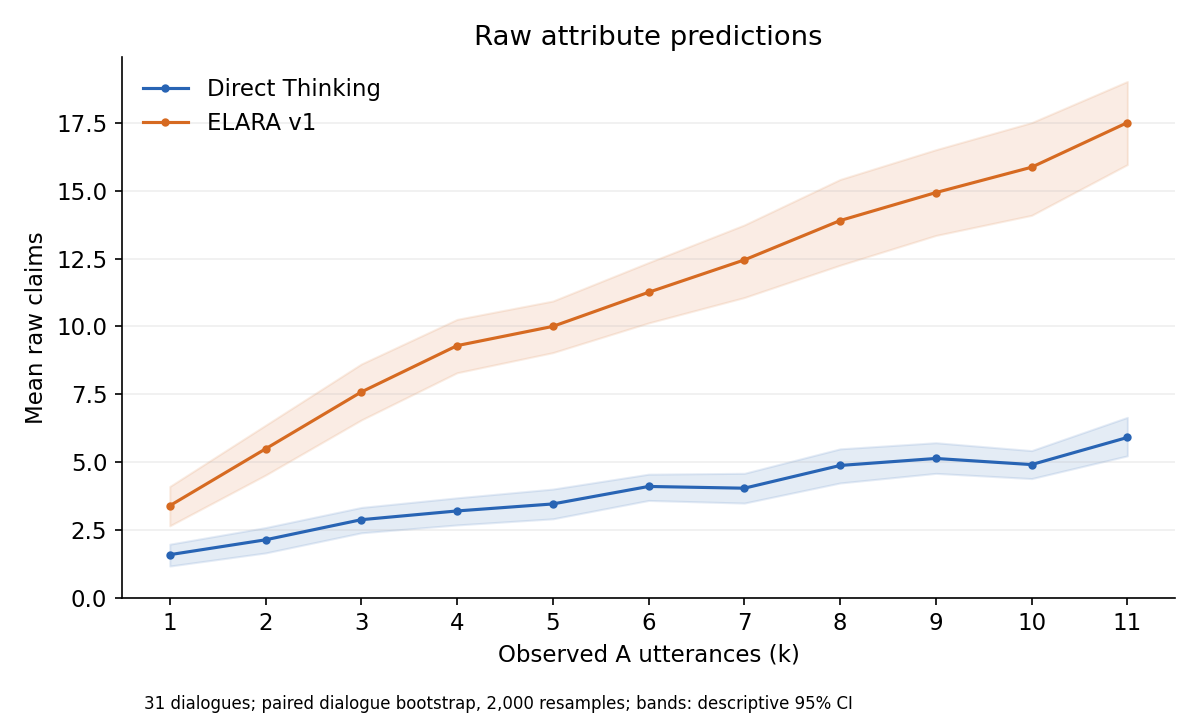 Raw attribute predictions
Direct Thinking
ELARA v1
Mean raw claims
17.5
15.0
12.5
10.0
7.5
5.0
2.5
0.0
1 2 3 4 5 6 7 8 9 10 11
Observed A utterances (k)
31 dialogues; paired dialogue bootstrap, 2,000 resamples; bands: descriptive 95% CI